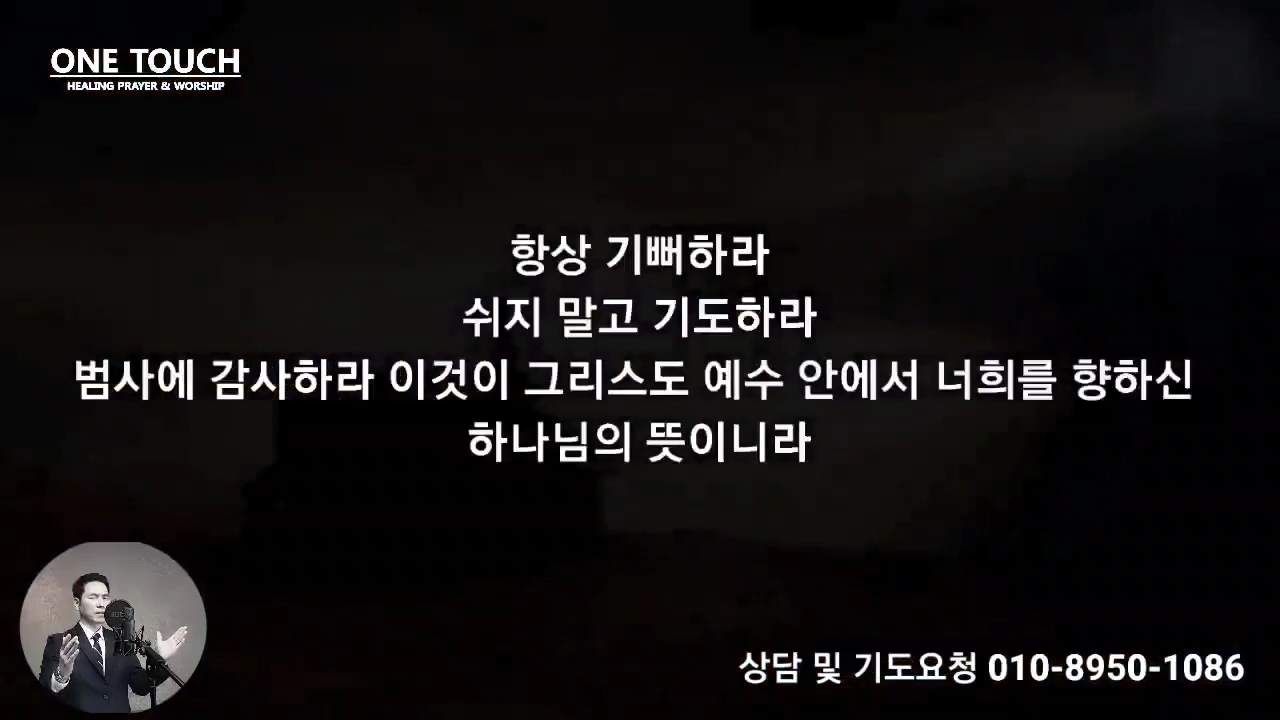 ONE TOUCH
HEALING PRAYER & WORSHIP
항상 기뻐하라
쉬지 말고 기도하라
범사에 감사하라 이것이 그리스도 예수 안에서 너희를 향하신
하나님의 뜻이니라
상담 및 기도요청 010-8950-1086